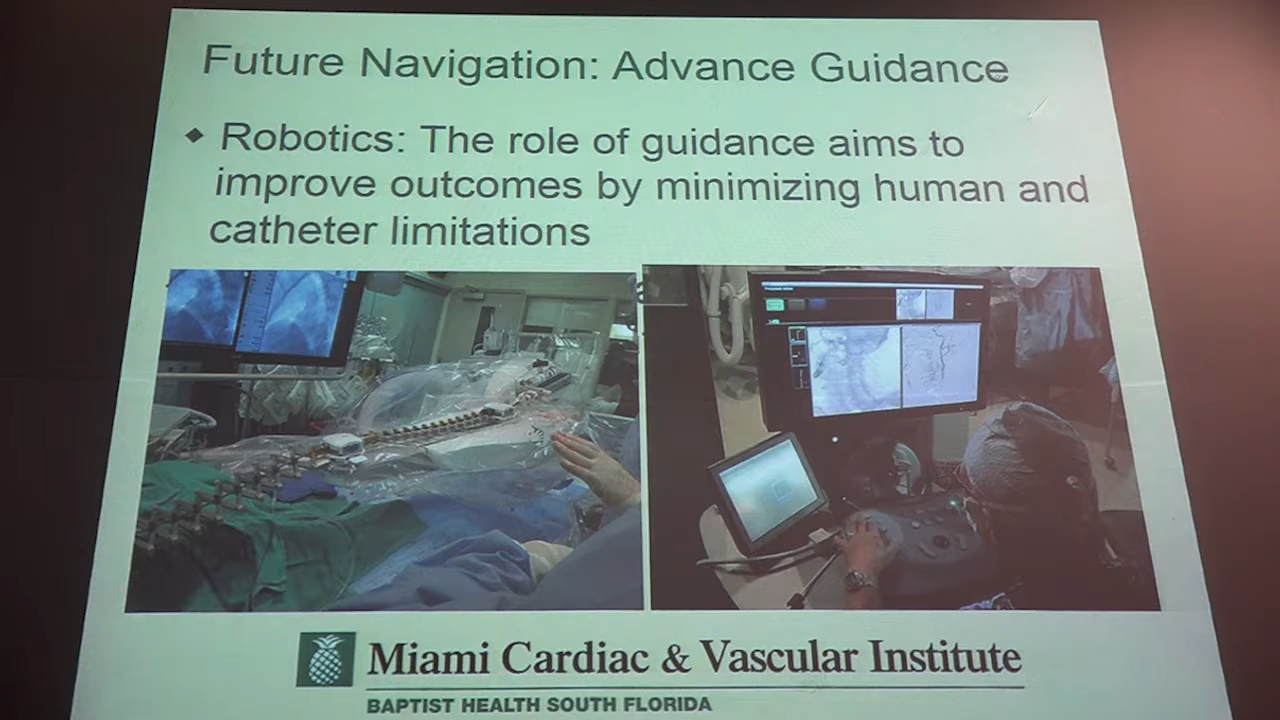 Future Navigation: Advance Guidance
◆ Robotics: The role of guidance aims to
improve outcomes by minimizing human and
catheter limitations
Miami Cardiac & Vascular Institute
BAPTIST HEALTH SOUTH FLORIDA